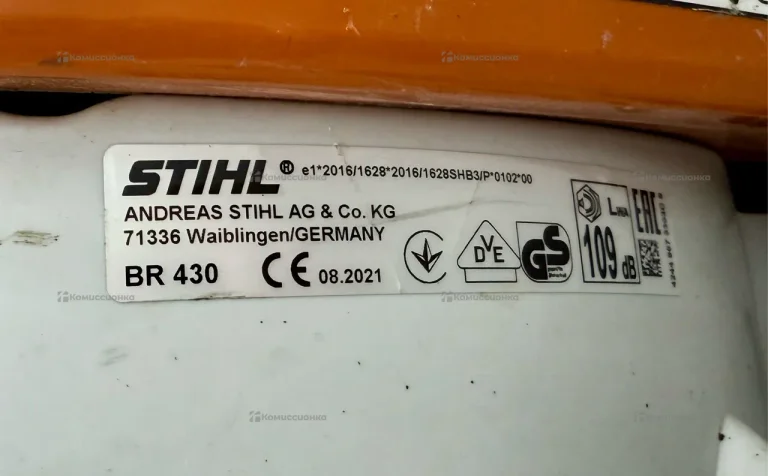 STIHL® e1*2016/1628*2016/1628SHB3/P*0102*00
ANDREAS STIHL AG & Co. KG
71336 Waiblingen/GERMANY
BR 430 CE 08.2021
DVE
GS
LWA
109 dB
EAC
Комиссионка
Комиссионка
Комиссионка
Комиссионка
Комиссионка
Комиссионка